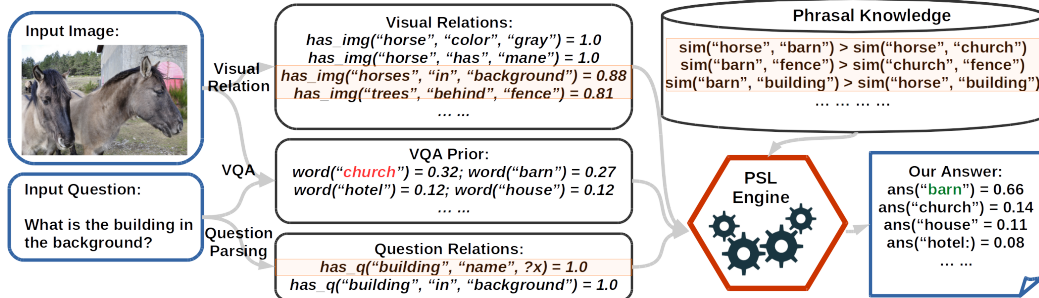 Input Image:
Input Question:
What is the building in
the background?
Visual
Relation
VQA
Question
Parsing
Visual Relations:
has_img(“horse”, “color”, “gray”) = 1.0
has_img(“horse”, “has”, “mane”) = 1.0
has_img(“horses”, “in”, “background”) = 0.88
has_img(“trees”, “behind”, “fence”) = 0.81
... ...
VQA Prior:
word(“church”) = 0.32; word(“barn”) = 0.27
word(“hotel”) = 0.12; word(“house”) = 0.12
... ...
Question Relations:
has_q(“building”, “name”, ?x) = 1.0
has_q(“building”, “in”, “background”) = 1.0
Phrasal Knowledge
sim(“horse”, “barn”) > sim(“horse”, “church”)
sim(“barn”, “fence”) > sim(“church”, “fence”)
sim(“barn”, “building”) > sim(“horse”, “building”)
... ... ... ...
PSL
Engine
Our Answer:
ans(“barn”) = 0.66
ans(“church”) = 0.14
ans(“house” = 0.11
ans(“hotel:) = 0.08
... ...